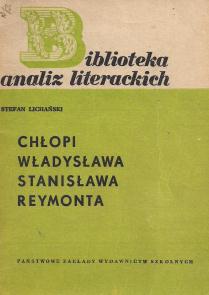 Biblioteka
analiz literackich
STEFAN LICHAŃSKI
CHŁOPI
WŁADYSŁAWA
STANISŁAWA
REYMONTA
PAŃSTWOWE ZAKŁADY WYDAWNICTW SZKOLNYCH